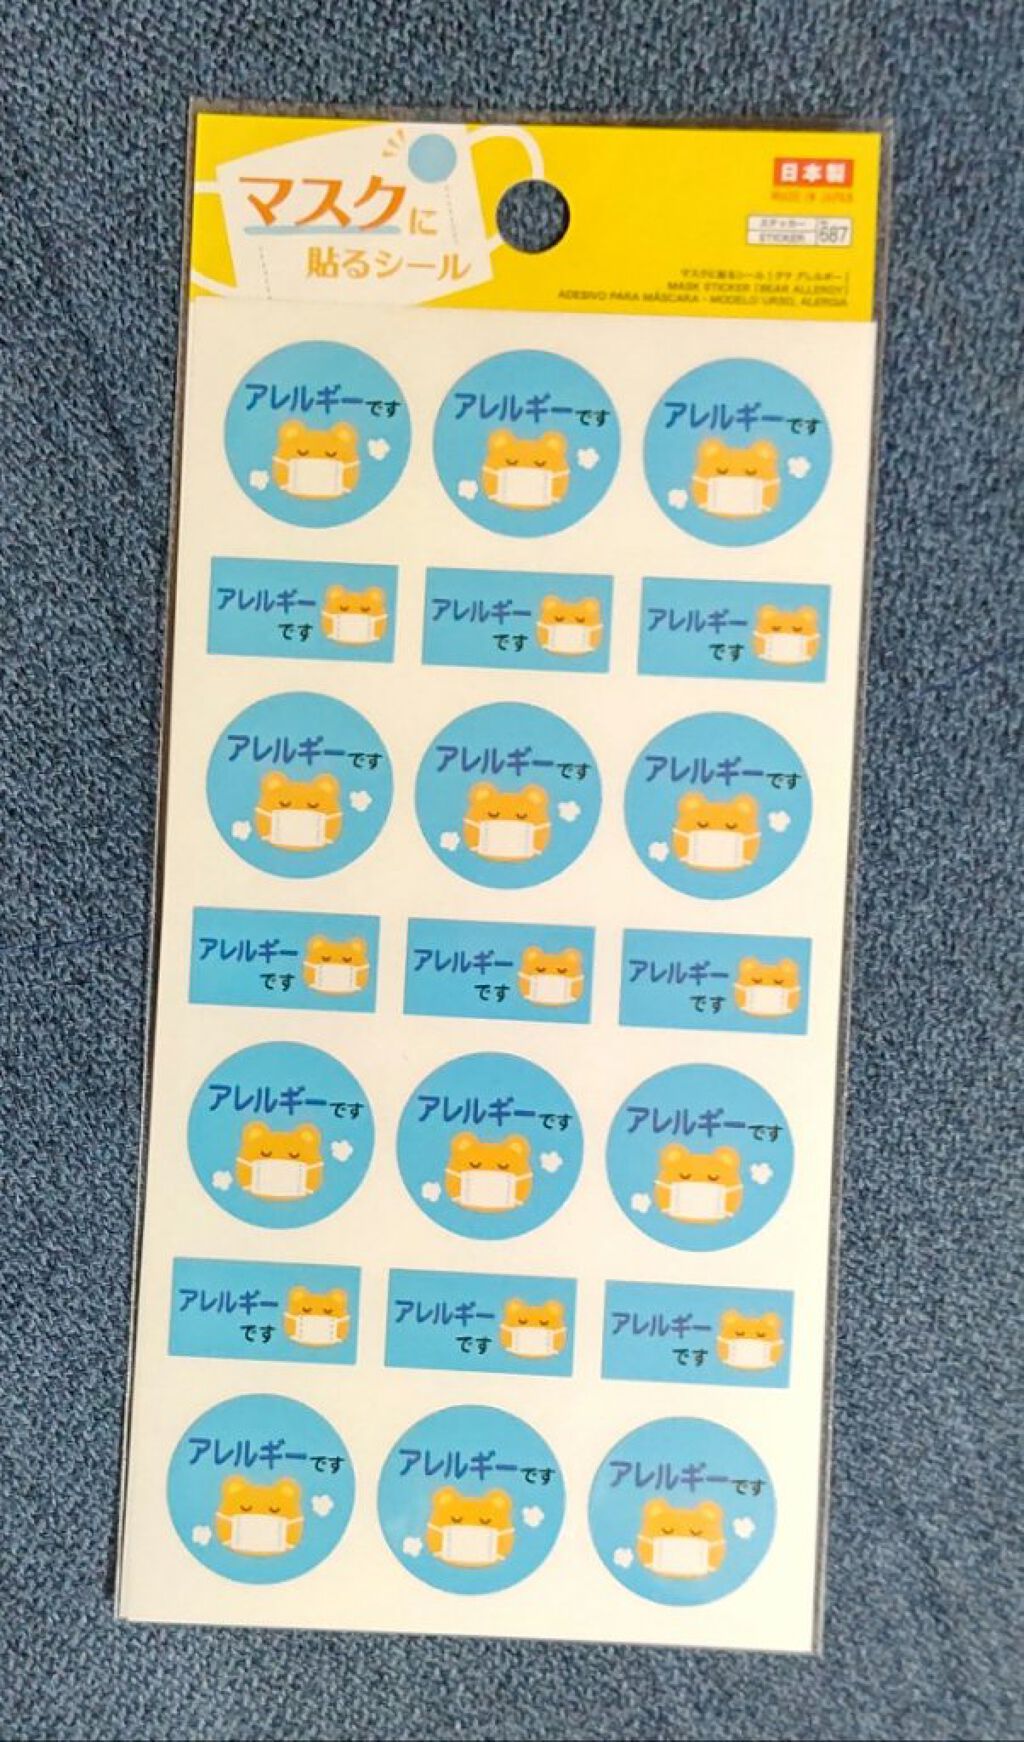 マスクに
貼るシール
日本製
MADE IN JAPAN
ステッカー
STICKER
687
マスクに貼るシール［クマ アレルギー］
MASK STICKER (BEAR ALLERGY)
ADESIVO PARA MÁSCARA - MODELO: URSO, ALERGIA
アレルギーです アレルギーです アレルギーです
アレルギー アレルギー アレルギー
です です です
アレルギーです アレルギーです アレルギーです
アレルギー アレルギー アレルギー
です です です
アレルギーです アレルギーです アレルギーです
アレルギー アレルギー アレルギー
です です です
アレルギーです アレルギーです アレルギーです